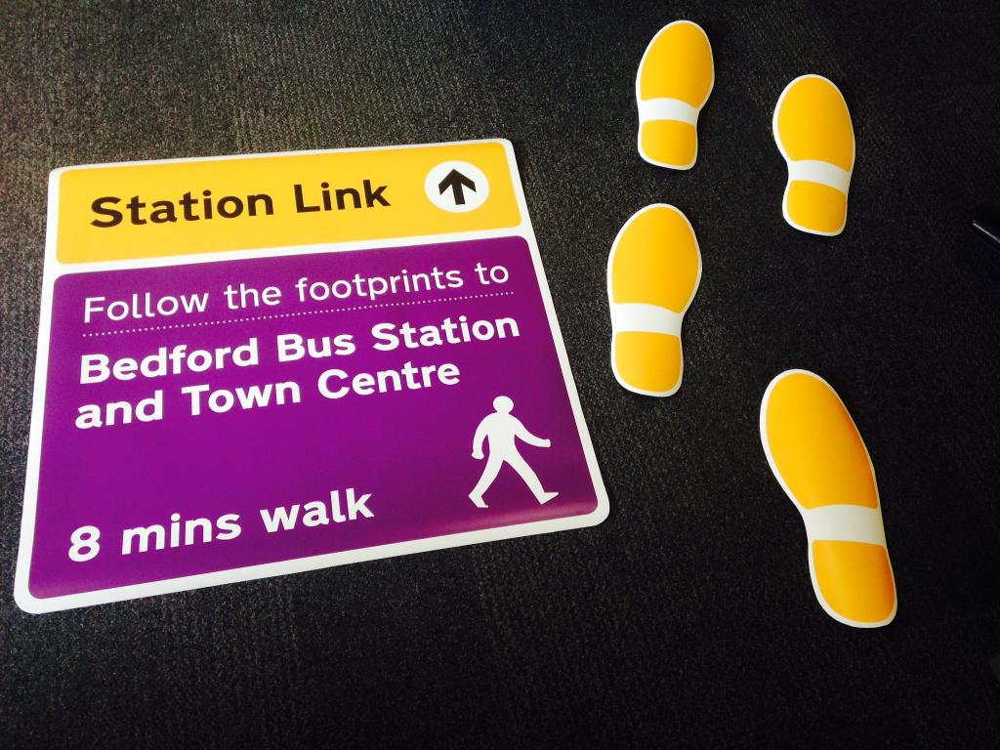 Station Link
Follow the footprints to
Bedford Bus Station
and Town Centre
8 mins walk